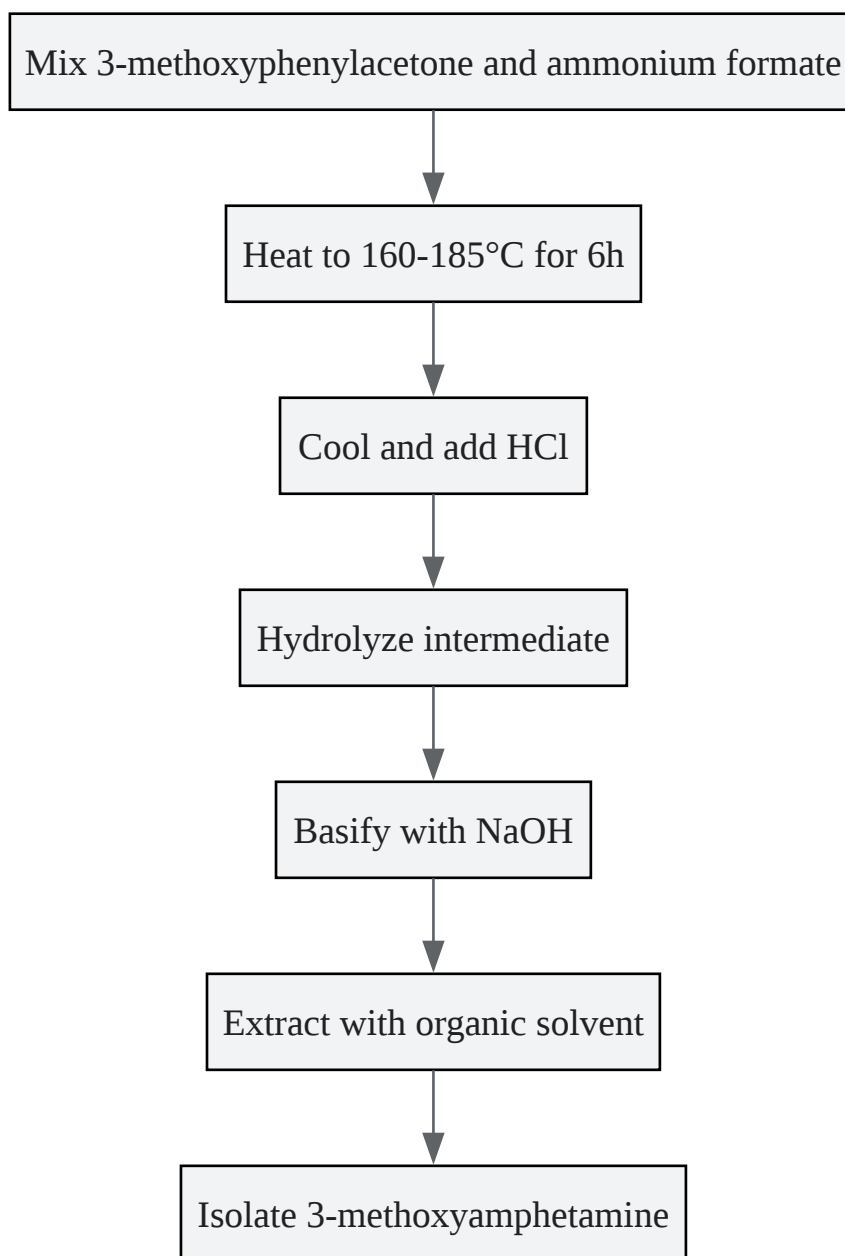 Mix 3-methoxyphenylacetone and ammonium formate
Heat to 160-185°C for 6h
Cool and add HCl
Hydrolyze intermediate
Basify with NaOH
Extract with organic solvent
Isolate 3-methoxyamphetamine